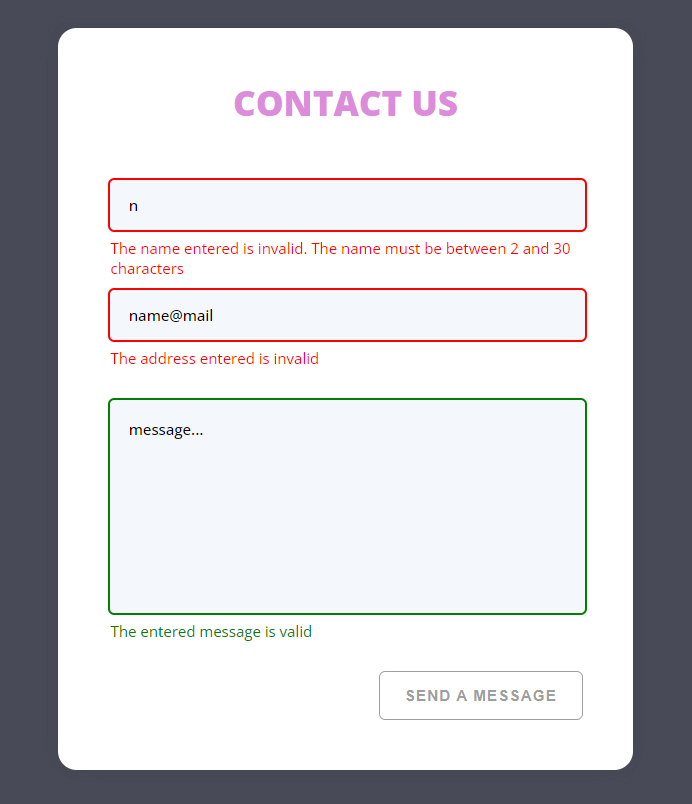 CONTACT US
n
The name entered is invalid. The name must be between 2 and 30
characters
name@mail
The address entered is invalid
message...
The entered message is valid
SEND A MESSAGE